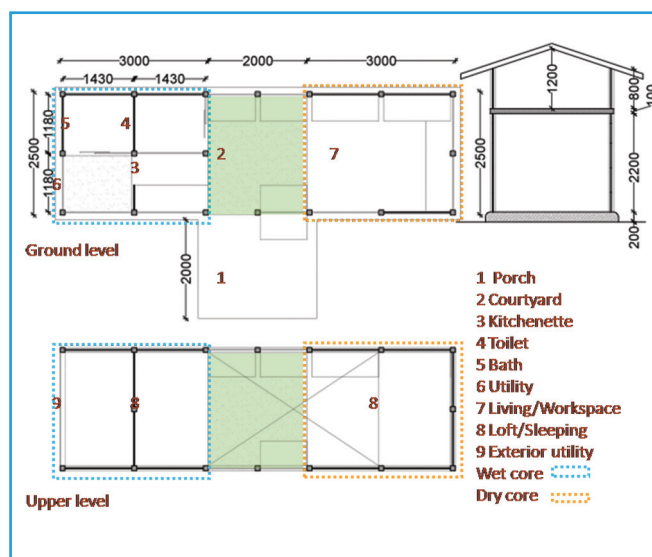 3000
2000
3000
1430
1430
1180
1180
2500
5
4
3
6
2
7
2000
1
Ground level
1200
800
100
2500
2200
200
9
8
8
Upper level
1 Porch
2 Courtyard
3 Kitchenette
4 Toilet
5 Bath
6 Utility
7 Living/Workspace
8 Loft/Sleeping
9 Exterior utility
Wet core
Dry core